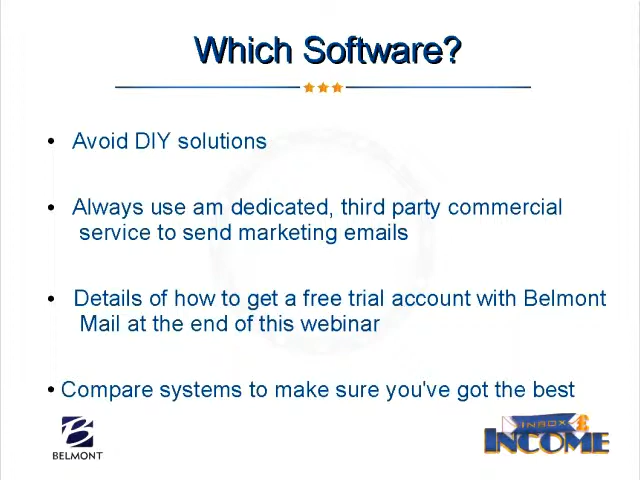 Which Software?
• Avoid DIY solutions
• Always use am dedicated, third party commercial
service to send marketing emails
• Details of how to get a free trial account with Belmont
Mail at the end of this webinar
• Compare systems to make sure you've got the best
BELMONT
INBOX £
INCOME